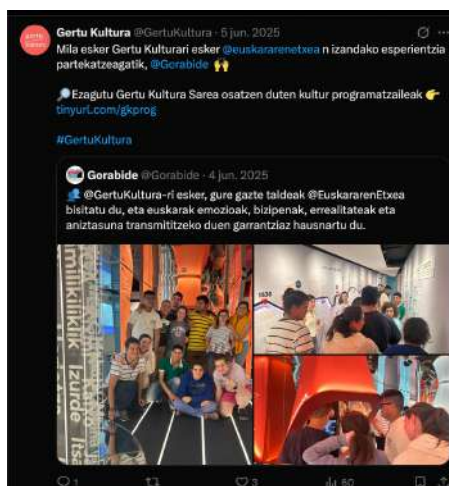 Gertu Kultura @GertuKultura · 5 jun. 2025
Mila esker Gertu Kulturari esker @euskararenetxea n izandako esperientzia
partekatzeagatik, @Gorabide 🙌
🔎Ezagutu Gertu Kultura Sarea osatzen duten kultur programatzaileak 👉
tinyurl.com/gkprog
#GertuKultura
Gorabide @Gorabide · 4 jun. 2025
👥 @GertuKultura-ri esker, gure gazte taldeak @EuskararenEtxea
bisitatu du, eta euskarak emozioak, bizipenak, errealitateak eta
aniztasuna transmititzeko duen garrantziaz hausnartu du.
izurde
Itsa
1
3
50